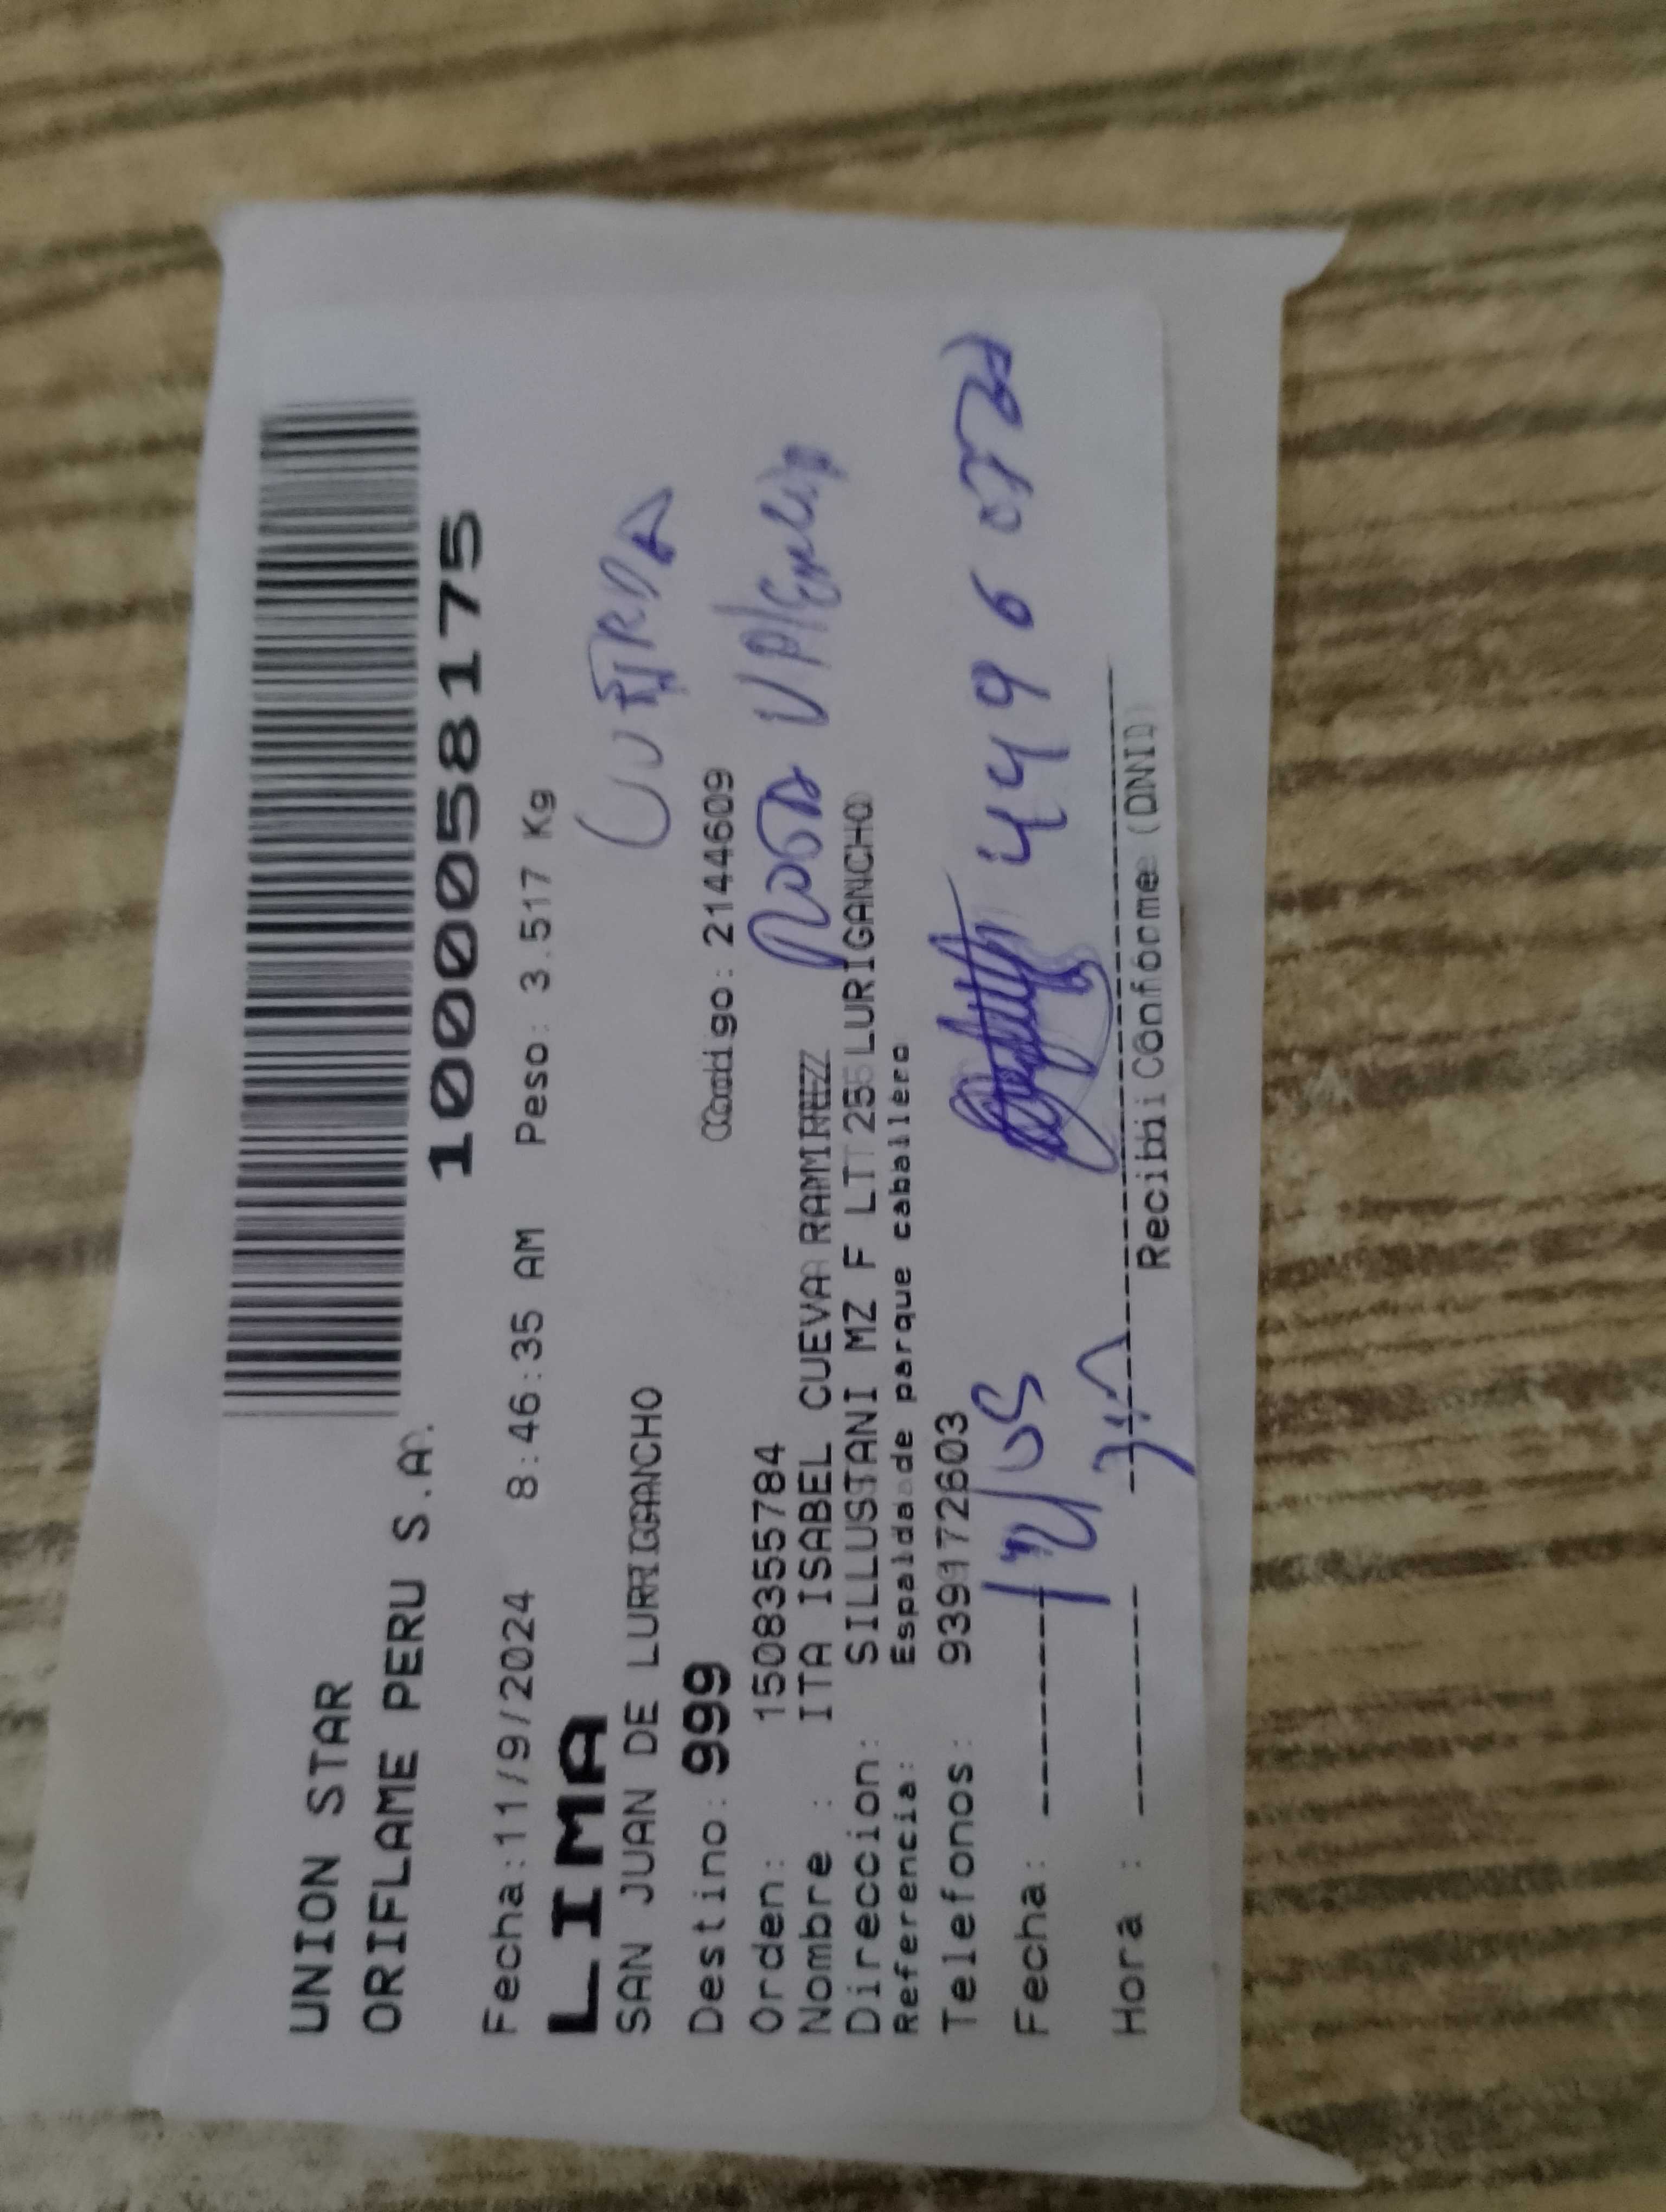 UNION STAR
ORIFLAME PERU S.A.
1000058175
Fecha:11/9/2024 8:46:35 AM Peso: 3.517 Kg
LIMA
SAN JUAN DE LURIGANCHO
Destino: 999 Codigo: 2144609
Orden: 150835784
Nombre : ITA ISABEL CUEVA RAMIREZ
Direccion: SILLUSTANI MZ F LT 25 LURIGANCHO
Referencia: Espalda de parque caballero
Telefonos: 939172603
Fecha:
Hora :
Recibi Conforme (DNI)